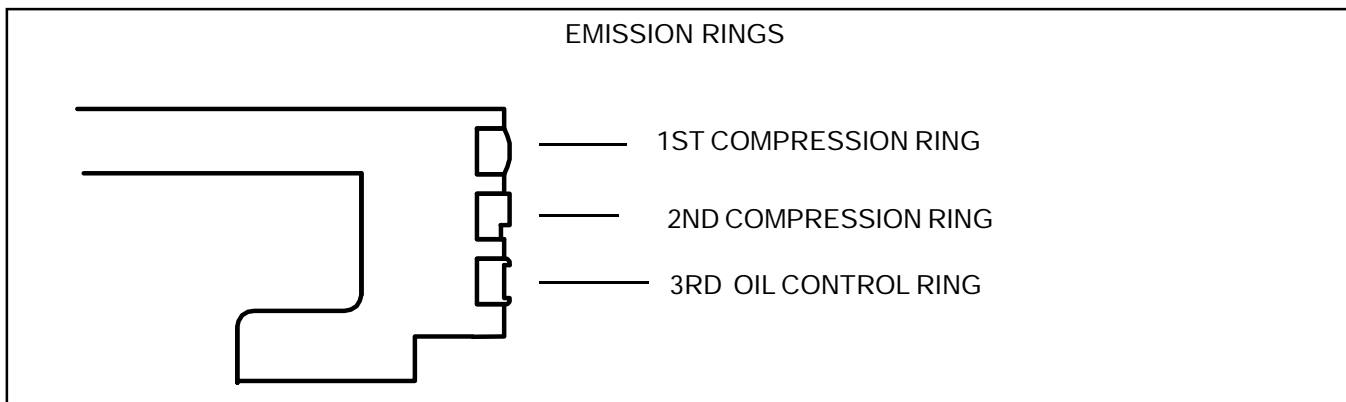 EMISSION RINGS
1ST COMPRESSION RING
2ND COMPRESSION RING
3RD OIL CONTROL RING